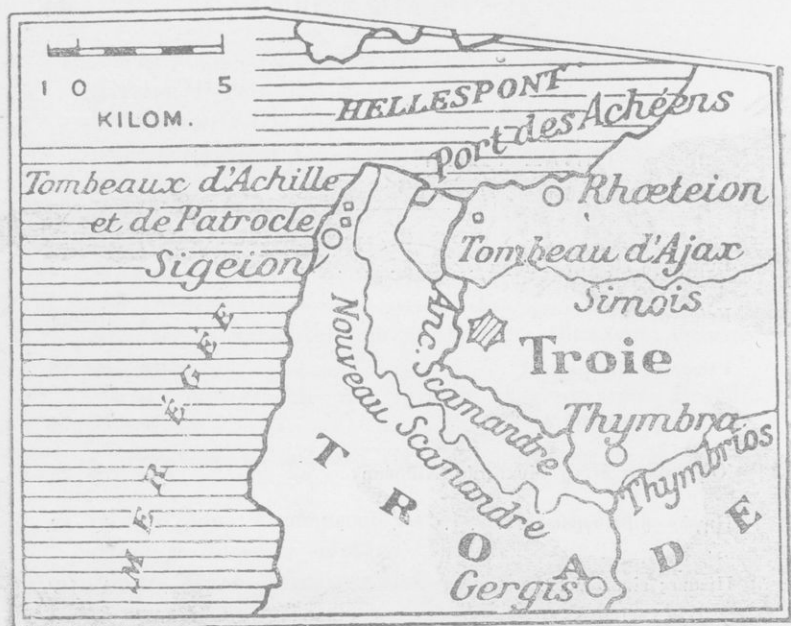 1 0 5
KILOM.
HELLESPONT
Port des Achéens
Tombeaux d'Achille
et de Patrocle
Sigeion
Rhœteion
Tombeau d'Ajax
Simoïs
Troie
Anc. Scamandre
Nouveau Scamandre
Thymbra
Thymbrios
MER ÉGÉE
TROADE
Gergis